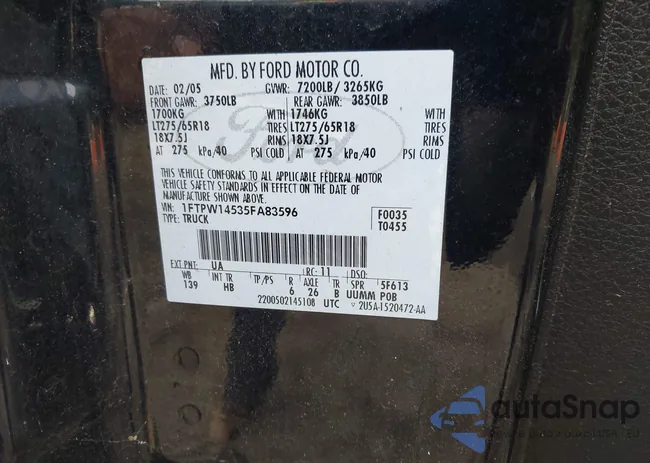 MFD. BY FORD MOTOR CO.
DATE: 02/05 GVWR: 7200LB/ 3265KG
FRONT GAWR: 3750LB REAR GAWR: 3850LB
1700KG WITH 1746KG WITH
LT275/65R18 TIRES LT275/65R18 TIRES
18X7.5J RIMS 18X7.5J RIMS
AT 275 kPa/40 PSI COLD AT 275 kPa/40 PSI COLD
Ford
THIS VEHICLE CONFORMS TO ALL APPLICABLE FEDERAL MOTOR
VEHICLE SAFETY STANDARDS IN EFFECT ON THE DATE OF
MANUFACTURE SHOWN ABOVE.
VIN: 1FTPW14535FA83596 F0035
TYPE: TRUCK T0455
EXT PNT: UA RC: 11 DSO:
WB INT TR TP/PS R AXLE TR SPR 5F613
139 HB 6 26 B UUMM POB
2200502145108 UTC 2U5A-1520472-AA
autoSnap